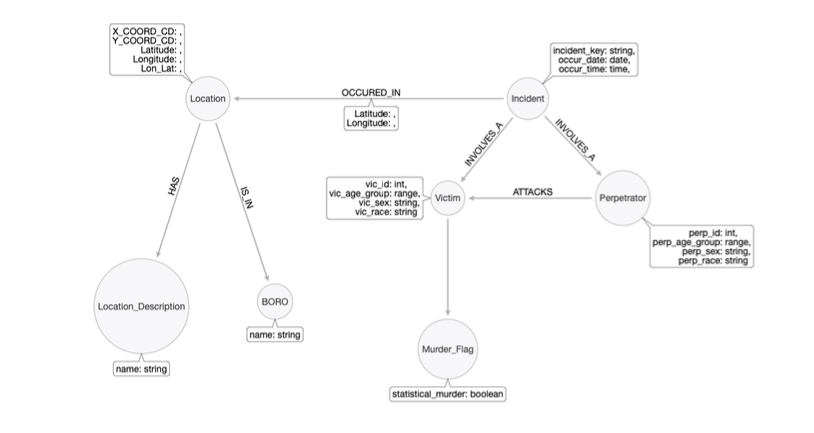 X_COORD_CD: ,
Y_COORD_CD: ,
Latitude: ,
Longitude: ,
Lon_Lat: ,
Location
OCCURED_IN
Latitude: ,
Longitude: ,
incident_key: string,
occur_date: date,
occur_time: time,
Incident
INVOLVES_A
INVOLVES_A
HAS
IS_IN
vic_id: int,
vic_age_group: range,
vic_sex: string,
vic_race: string
Victim
ATTACKS
Perpetrator
perp_id: int,
perp_age_group: range,
perp_sex: string,
perp_race: string
Location_Description
name: string
BORO
name: string
Murder_Flag
statistical_murder: boolean